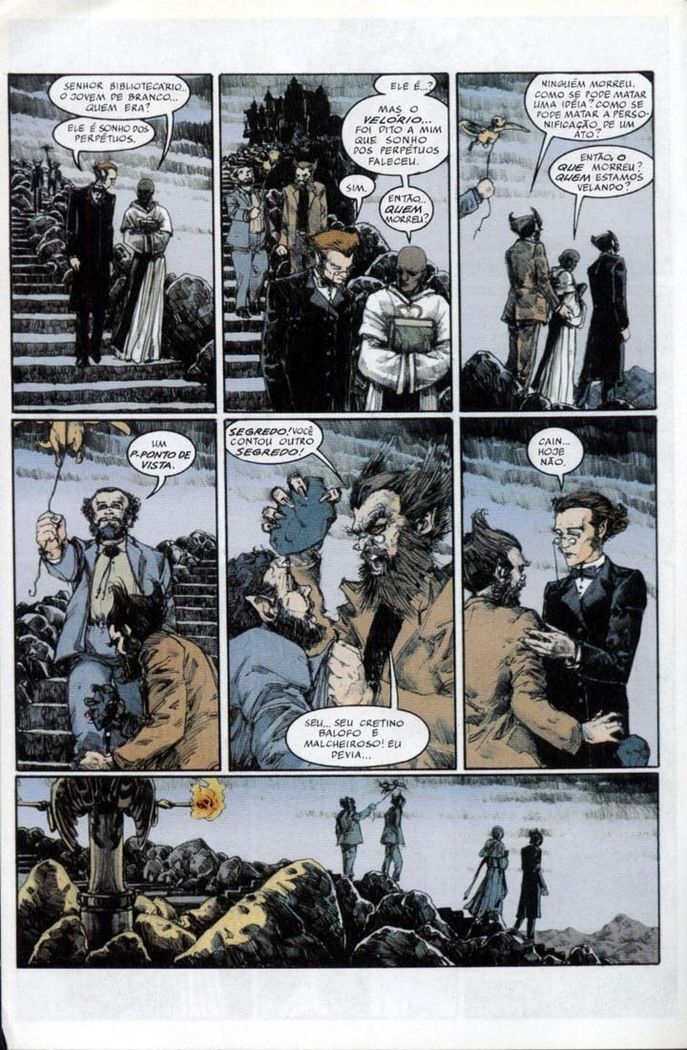 SENHOR BIBLIOTECÁRIO...
O JOVEM DE BRANCO...
QUEM ERA?
ELE É SONHO DOS
PERPÉTUOS.
ELE É...?
MAS O
VELÓRIO...
FOI DITO A MIM
QUE SONHO
DOS PERPÉTUOS
FALECEU.
SIM.
ENTÃO...
QUEM
MORREU?
NINGUÉM MORREU.
COMO SE PODE MATAR
UMA IDÉIA? COMO SE
PODE MATAR A PERSO-
NIFICAÇÃO DE UM
ATO?
ENTÃO, O
QUE MORREU?
QUEM ESTAMOS
VELANDO?
UM
P-PONTO DE
VISTA.
SEGREDO! VOCÊ
CONTOU OUTRO
SEGREDO!
SEU... SEU CRETINO
BALOFO E
MALCHEIROSO! EU
DEVIA...
CAIN...
HOJE
NÃO.